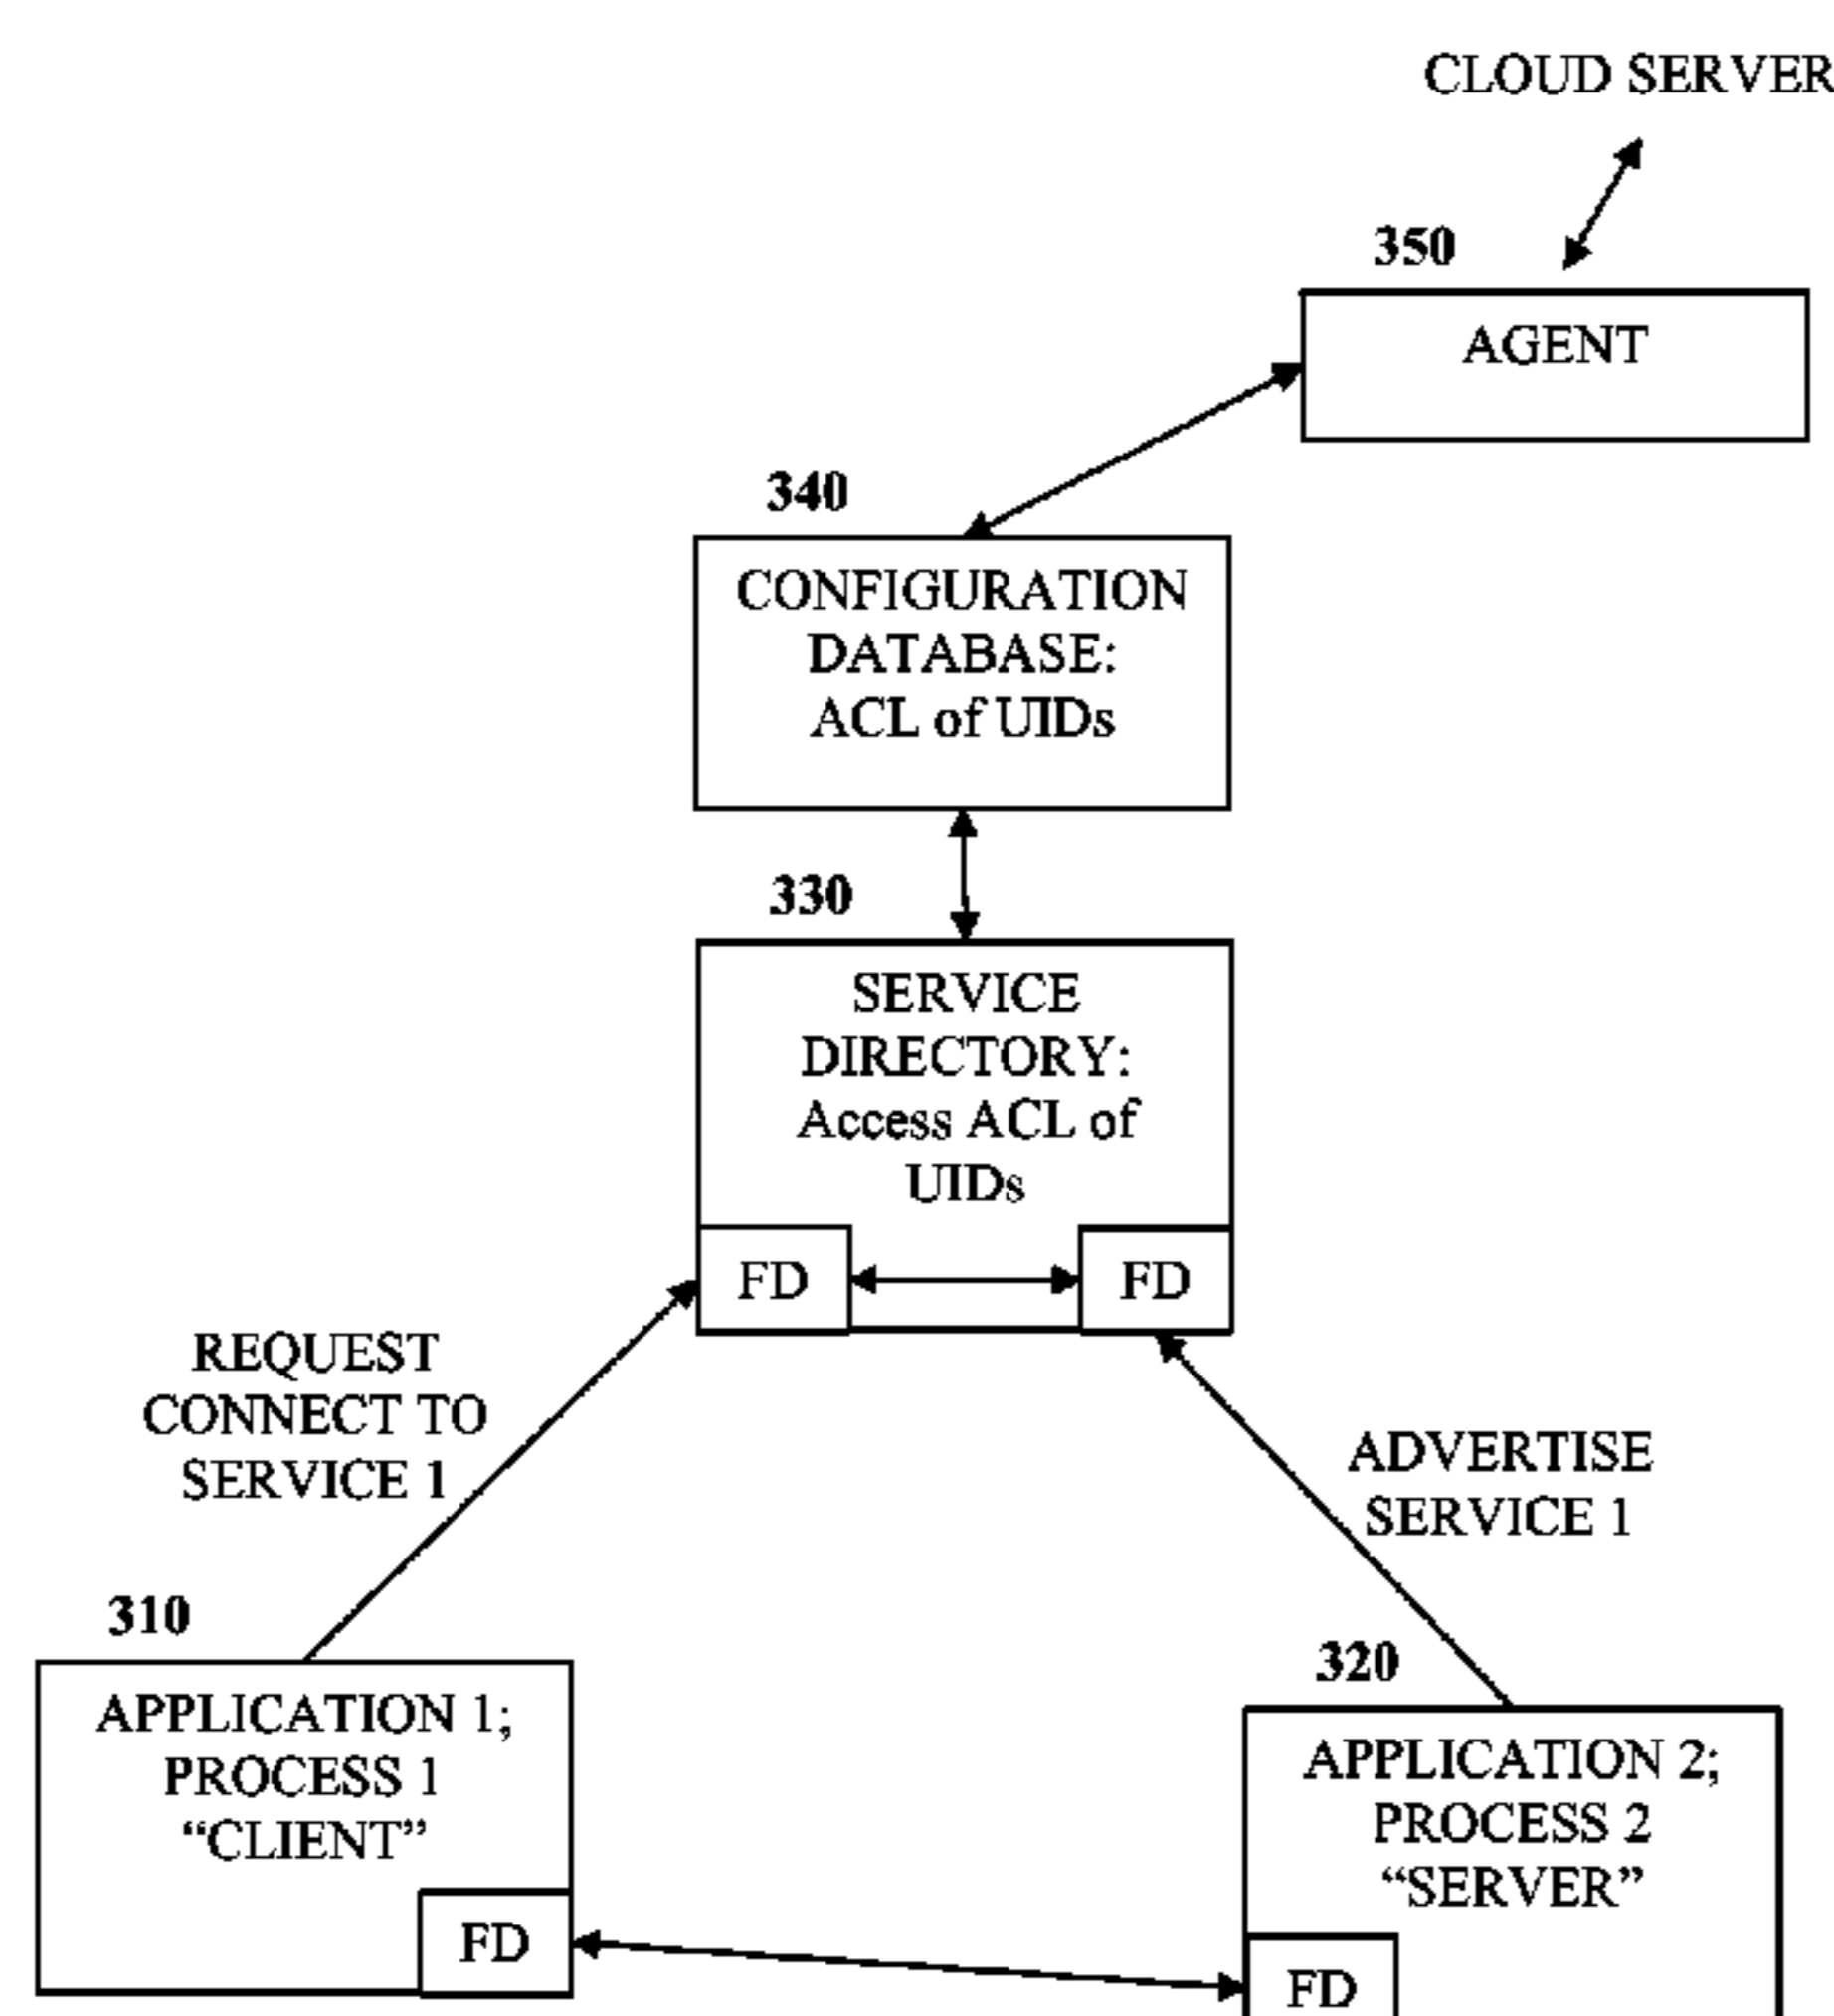 CLOUD SERVER
350
AGENT
340
CONFIGURATION
DATABASE:
ACL of UIDs
330
SERVICE
DIRECTORY:
Access ACL of
UIDs
FD
FD
REQUEST
CONNECT TO
SERVICE 1
ADVERTISE
SERVICE 1
310
APPLICATION 1;
PROCESS 1
“CLIENT”
FD
320
APPLICATION 2;
PROCESS 2
“SERVER”
FD